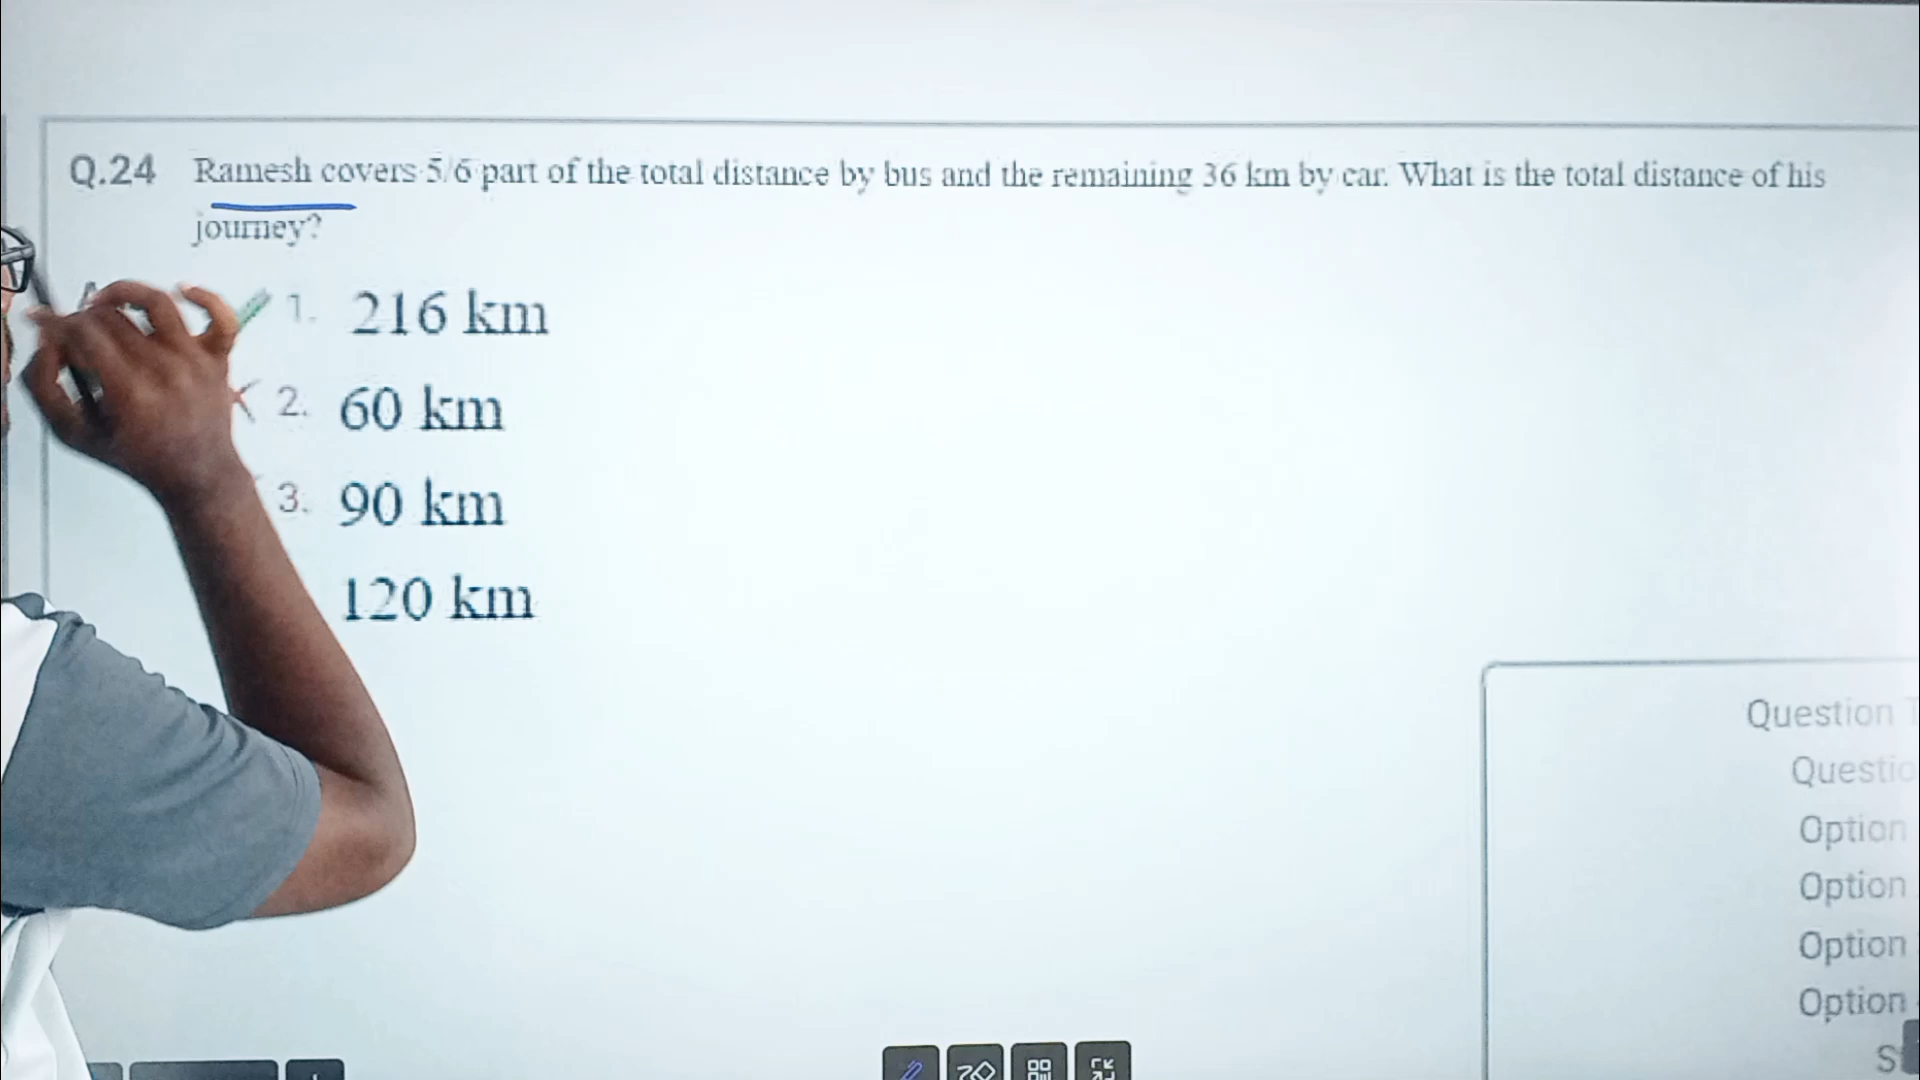 Q.24 Ramesh covers 5/6 part of the total distance by bus and the remaining 36 km by car. What is the total distance of his
journey?
1. 216 km
2. 60 km
3. 90 km
120 km
Question
Option
Option
Option
Option